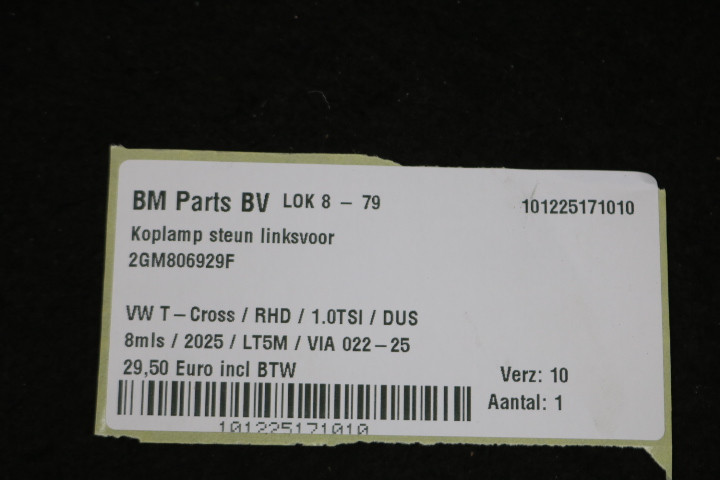 BM Parts BV LOK 8 – 79 101225171010
Koplamp steun linksvoor
2GM806929F
VW T–Cross / RHD / 1.0TSI / DUS
8mls / 2025 / LT5M / VIA 022–25
29,50 Euro incl BTW Verz: 10
Aantal: 1
101225171010